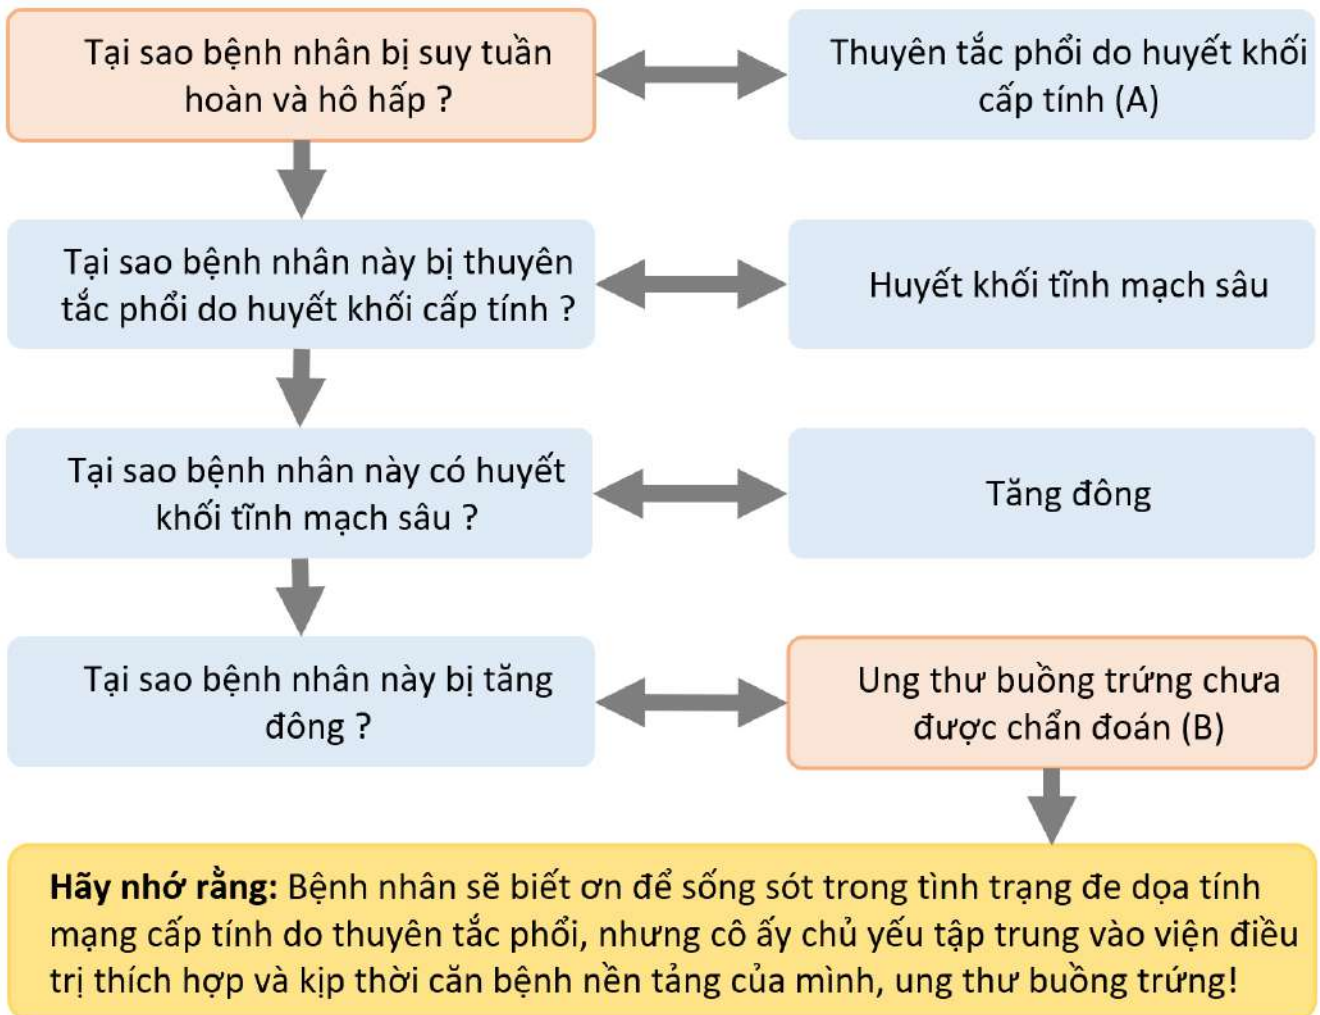 Tại sao bệnh nhân bị suy tuần
hoàn và hô hấp ?
Thuyên tắc phổi do huyết khối
cấp tính (A)
Tại sao bệnh nhân này bị thuyên
tắc phổi do huyết khối cấp tính ?
Huyết khối tĩnh mạch sâu
Tại sao bệnh nhân này có huyết
khối tĩnh mạch sâu ?
Tăng đông
Tại sao bệnh nhân này bị tăng
đông ?
Ung thư buồng trứng chưa
được chẩn đoán (B)
Hãy nhớ rằng: Bệnh nhân sẽ biết ơn để sống sót trong tình trạng đe dọa tính
mạng cấp tính do thuyên tắc phổi, nhưng cô ấy chủ yếu tập trung vào viện điều
trị thích hợp và kịp thời căn bệnh nền tảng của mình, ung thư buồng trứng!